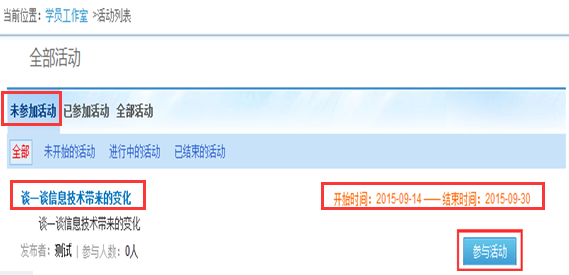 当前位置：学员工作室 >活动列表
全部活动
未参加活动 已参加活动 全部活动
全部 未开始的活动 进行中的活动 已结束的活动
谈一谈信息技术带来的变化 开始时间：2015-09-14 —— 结束时间：2015-09-30
谈一谈信息技术带来的变化
发布者：测试 | 参与人数：0人 参与活动